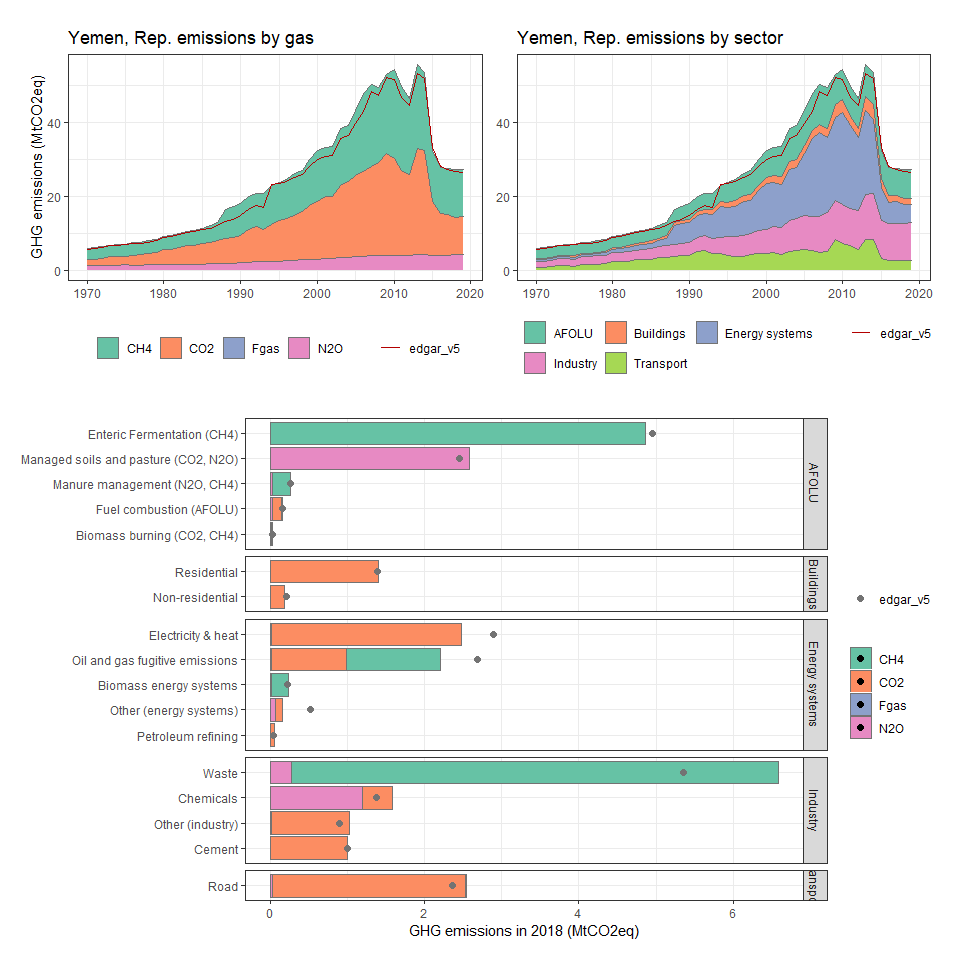 Yemen, Rep. emissions by gas
GHG emissions (MtCO2eq)
40
20
0
1970 1980 1990 2000 2010 2020
CH4 CO2 Fgas N2O edgar_v5
Yemen, Rep. emissions by sector
40
20
0
1970 1980 1990 2000 2010 2020
AFOLU Buildings Energy systems edgar_v5
Industry Transport
Enteric Fermentation (CH4)
Managed soils and pasture (CO2, N2O)
Manure management (N2O, CH4)
Fuel combustion (AFOLU)
Biomass burning (CO2, CH4)
AFOLU
Residential
Non-residential
Buildings
Electricity & heat
Oil and gas fugitive emissions
Biomass energy systems
Other (energy systems)
Petroleum refining
Energy systems
Waste
Chemicals
Other (industry)
Cement
Industry
Road
anspo
0 2 4 6
GHG emissions in 2018 (MtCO2eq)
edgar_v5
CH4
CO2
Fgas
N2O